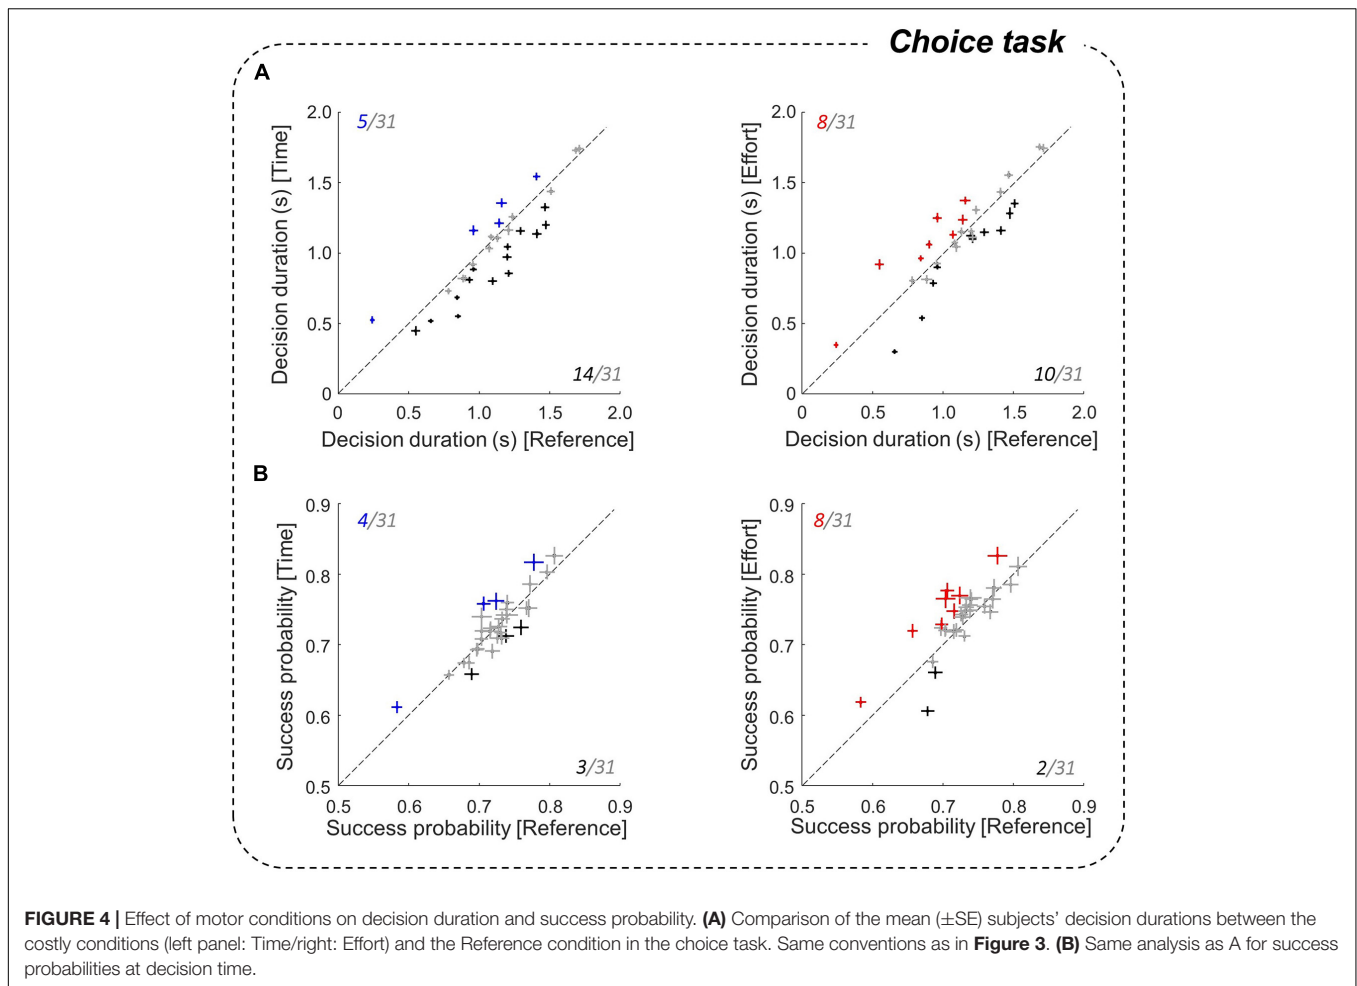 Choice task
A
5/31
2.0
1.5
1.0
0.5
0
Decision duration (s) [Time]
14/31
0 0.5 1.0 1.5 2.0
Decision duration (s) [Reference]
8/31
2.0
1.5
1.0
0.5
0
Decision duration (s) [Effort]
10/31
0 0.5 1.0 1.5 2.0
Decision duration (s) [Reference]
B
4/31
0.9
0.8
0.7
0.6
0.5
Success probability [Time]
3/31
0.5 0.6 0.7 0.8 0.9
Success probability [Reference]
8/31
0.9
0.8
0.7
0.6
0.5
Success probability [Effort]
2/31
0.5 0.6 0.7 0.8 0.9
Success probability [Reference]
FIGURE 4 | Effect of motor conditions on decision duration and success probability. (A) Comparison of the mean (±SE) subjects’ decision durations between the
costly conditions (left panel: Time/right: Effort) and the Reference condition in the choice task. Same conventions as in Figure 3. (B) Same analysis as A for success
probabilities at decision time.